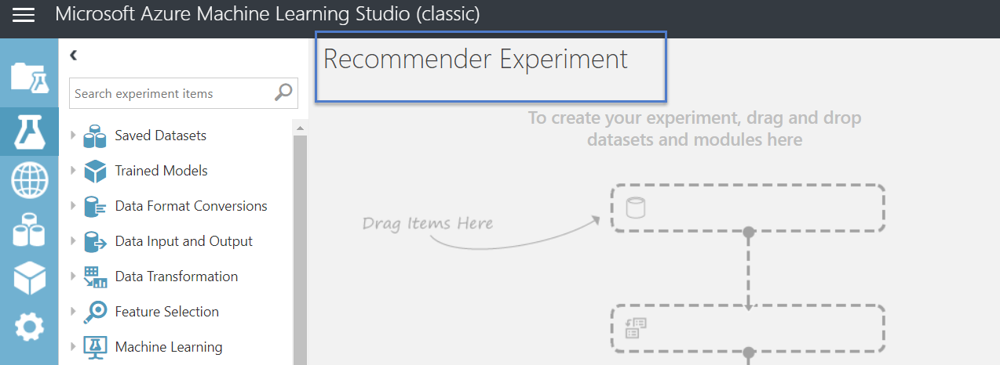 Microsoft Azure Machine Learning Studio (classic)
Recommender Experiment
Search experiment items
Saved Datasets
Trained Models
Data Format Conversions
Data Input and Output
Data Transformation
Feature Selection
Machine Learning
To create your experiment, drag and drop
datasets and modules here
Drag Items Here